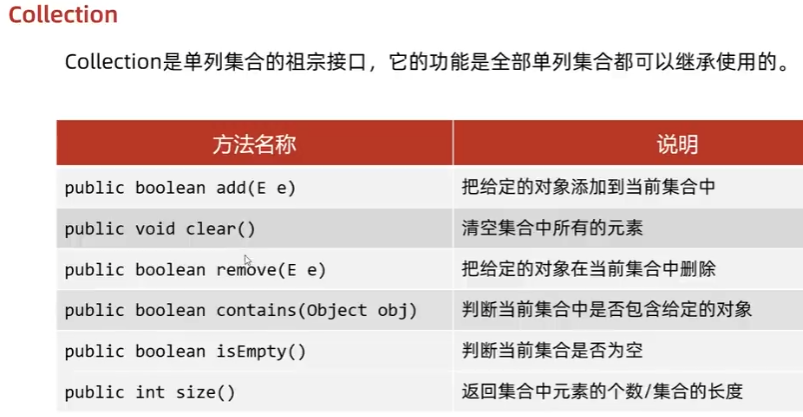 Collection
Collection是单列集合的祖宗接口，它的功能是全部单列集合都可以继承使用的。
方法名称 说明
public boolean add(E e) 把给定的对象添加到当前集合中
public void clear() 清空集合中所有的元素
public boolean remove(E e) 把给定的对象在当前集合中删除
public boolean contains(Object obj) 判断当前集合中是否包含给定的对象
public boolean isEmpty() 判断当前集合是否为空
public int size() 返回集合中元素的个数/集合的长度